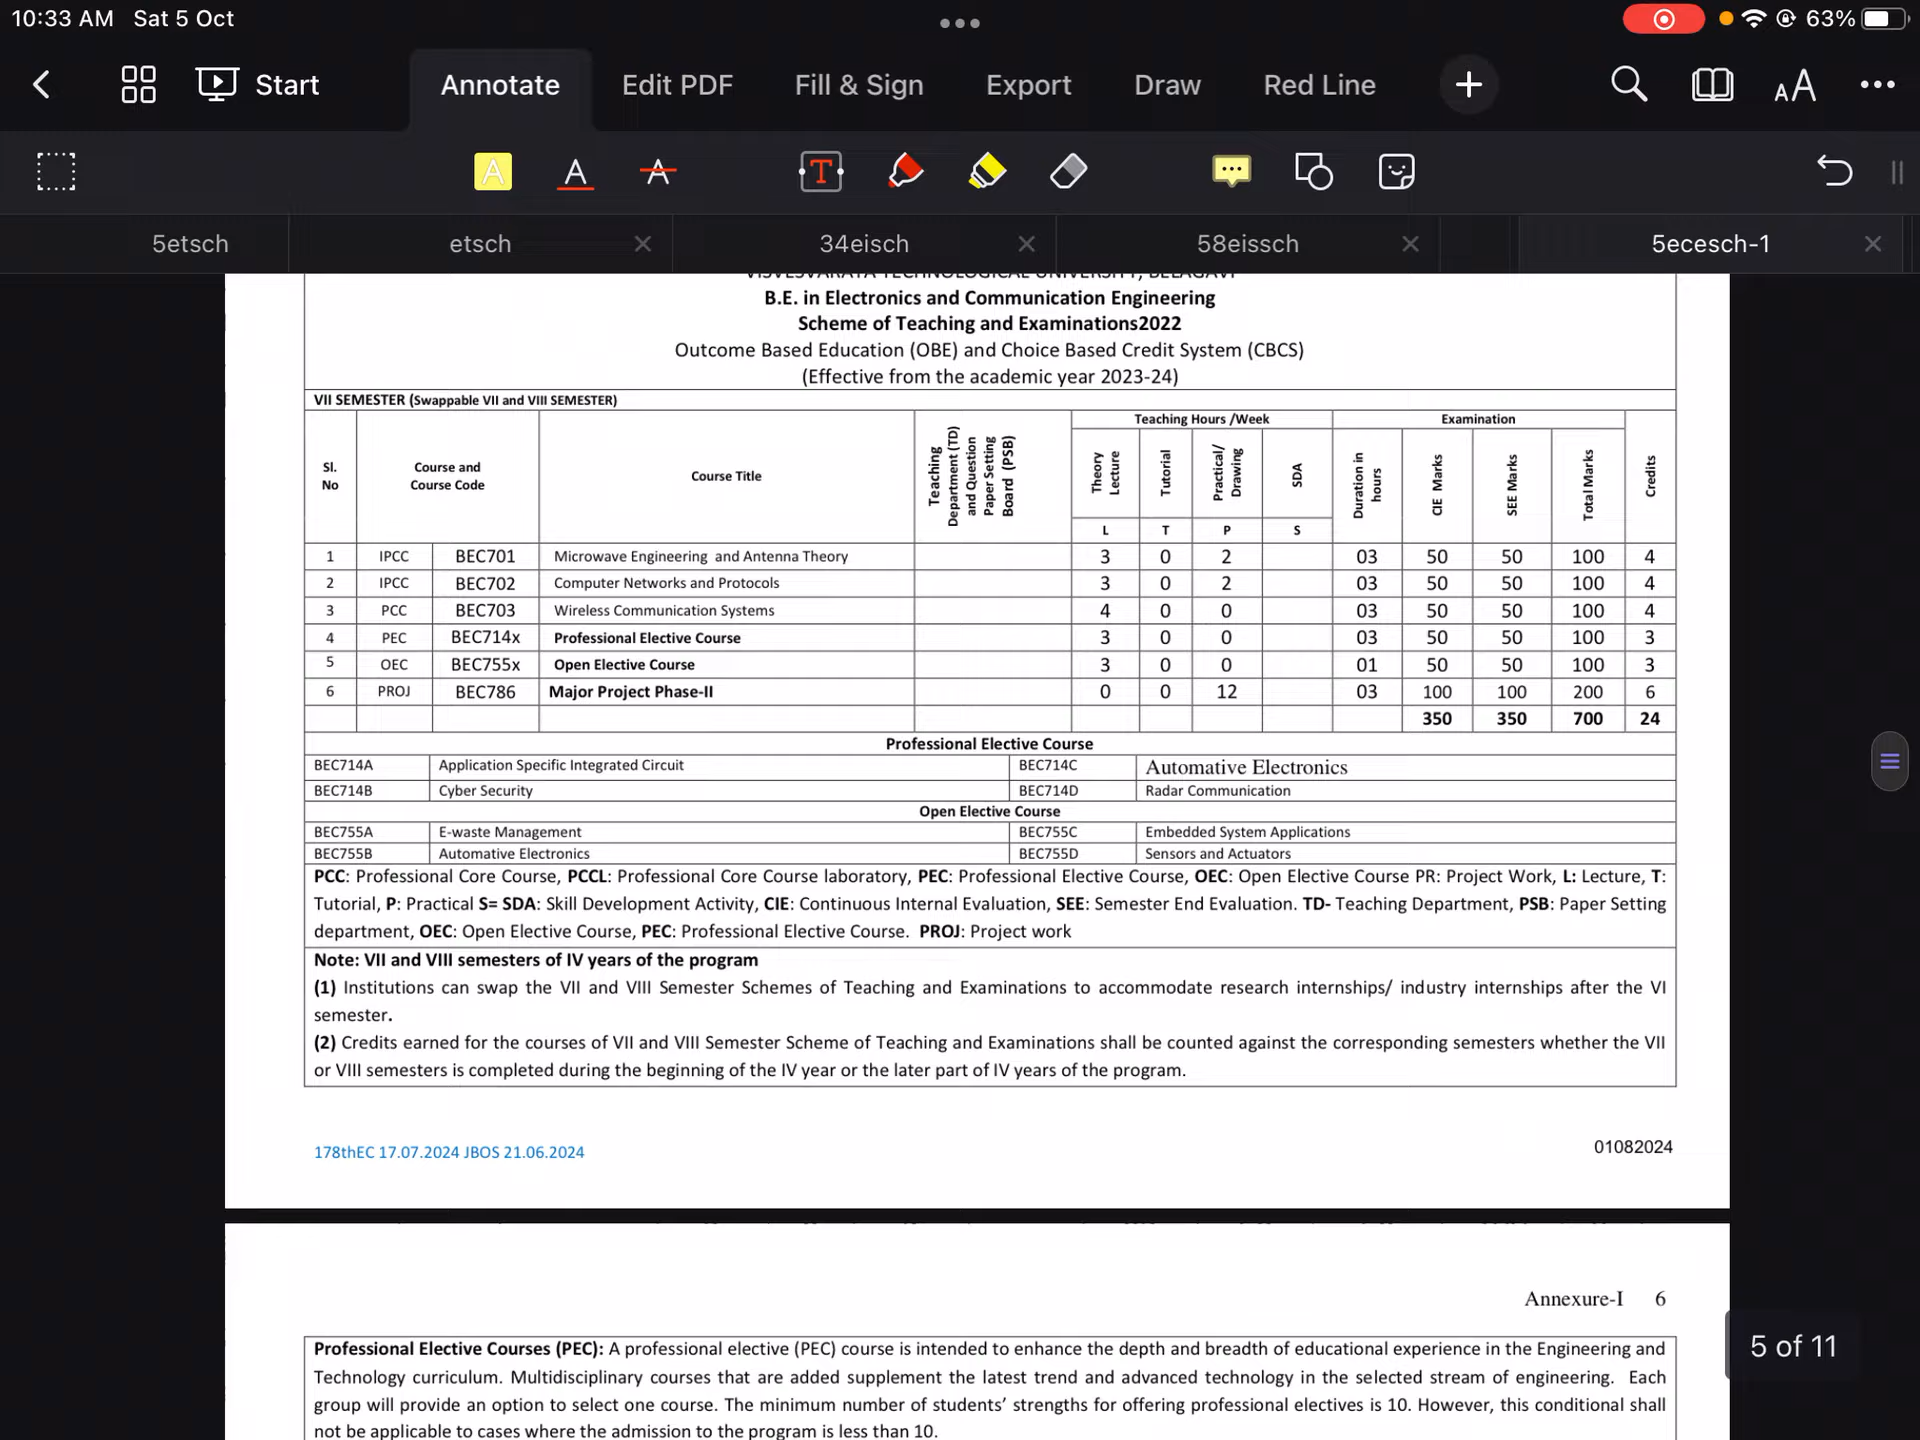 10:33 AM Sat 5 Oct
63%
Start
Annotate
Edit PDF
Fill & Sign
Export
Draw
Red Line
5etsch
etsch
34eisch
58eissch
5ecesch-1
VISVESVARAYA TECHNOLOGICAL UNIVERSITY, BELAGAVI
B.E. in Electronics and Communication Engineering
Scheme of Teaching and Examinations2022
Outcome Based Education (OBE) and Choice Based Credit System (CBCS)
(Effective from the academic year 2023-24)
VII SEMESTER (Swappable VII and VIII SEMESTER)
Sl. No
Course and Course Code
Course Title
Teaching Department (TD) and Question Paper Setting Board (PSB)
Teaching Hours /Week
Examination
Theory Lecture
Tutorial
Practical/ Drawing
SDA
Duration in hours
CIE Marks
SEE Marks
Total Marks
Credits
L T P S
1 IPCC BEC701 Microwave Engineering and Antenna Theory 3 0 2 03 50 50 100 4
2 IPCC BEC702 Computer Networks and Protocols 3 0 2 03 50 50 100 4
3 PCC BEC703 Wireless Communication Systems 4 0 0 03 50 50 100 4
4 PEC BEC714x Professional Elective Course 3 0 0 03 50 50 100 3
5 OEC BEC755x Open Elective Course 3 0 0 01 50 50 100 3
6 PROJ BEC786 Major Project Phase-II 0 0 12 03 100 100 200 6
350 350 700 24
Professional Elective Course
BEC714A Application Specific Integrated Circuit BEC714C Automative Electronics
BEC714B Cyber Security BEC714D Radar Communication
Open Elective Course
BEC755A E-waste Management BEC755C Embedded System Applications
BEC755B Automative Electronics BEC755D Sensors and Actuators
PCC: Professional Core Course, PCCL: Professional Core Course laboratory, PEC: Professional Elective Course, OEC: Open Elective Course PR: Project Work, L: Lecture, T:
Tutorial, P: Practical S= SDA: Skill Development Activity, CIE: Continuous Internal Evaluation, SEE: Semester End Evaluation. TD- Teaching Department, PSB: Paper Setting
department, OEC: Open Elective Course, PEC: Professional Elective Course. PROJ: Project work
Note: VII and VIII semesters of IV years of the program
(1) Institutions can swap the VII and VIII Semester Schemes of Teaching and Examinations to accommodate research internships/ industry internships after the VI
semester.
(2) Credits earned for the courses of VII and VIII Semester Scheme of Teaching and Examinations shall be counted against the corresponding semesters whether the VII
or VIII semesters is completed during the beginning of the IV year or the later part of IV years of the program.
178thEC 17.07.2024 JBOS 21.06.2024
01082024
Annexure-I 6
5 of 11
Professional Elective Courses (PEC): A professional elective (PEC) course is intended to enhance the depth and breadth of educational experience in the Engineering and
Technology curriculum. Multidisciplinary courses that are added supplement the latest trend and advanced technology in the selected stream of engineering. Each
group will provide an option to select one course. The minimum number of students' strengths for offering professional electives is 10. However, this conditional shall
not be applicable to cases where the admission to the program is less than 10.